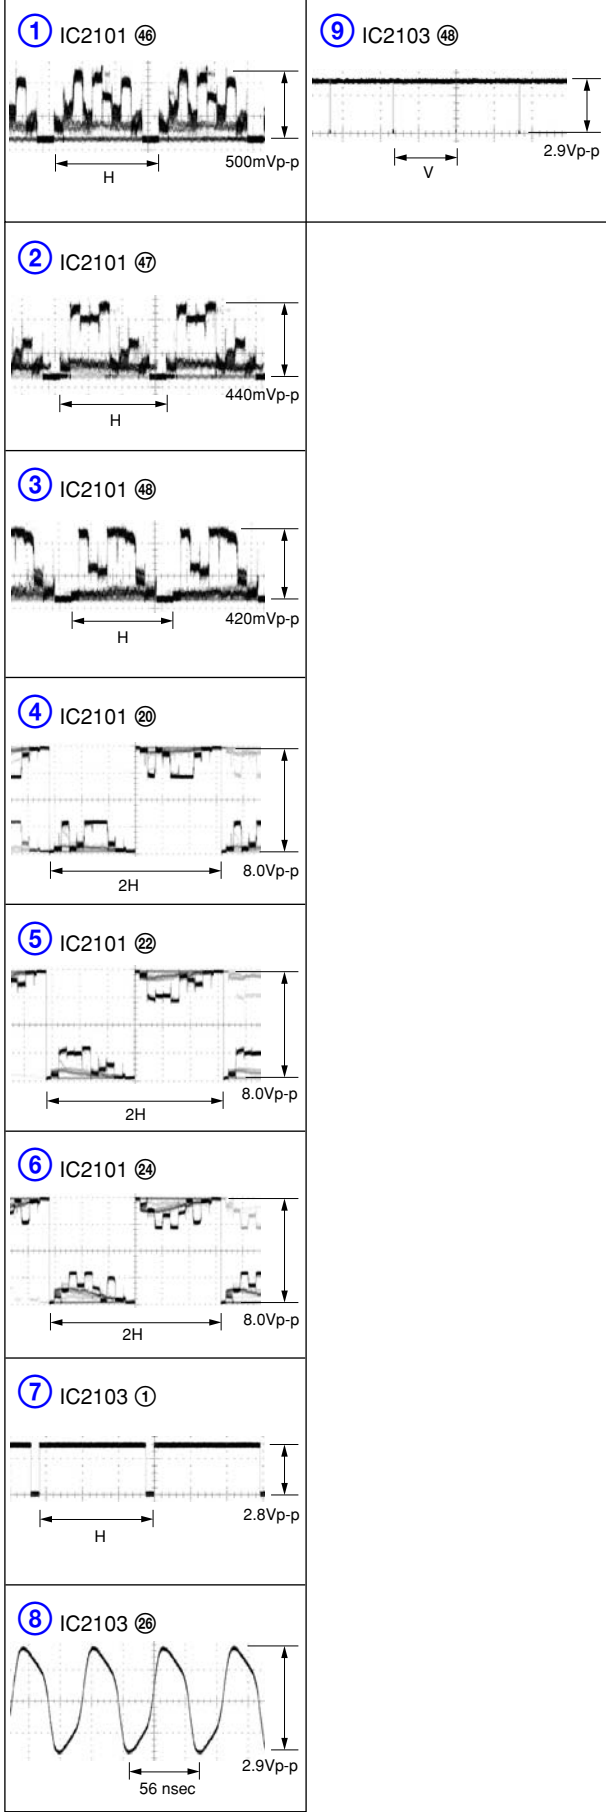 ① IC2101 ㊻
500mVp-p
H
② IC2101 ㊼
440mVp-p
H
③ IC2101 ㊽
420mVp-p
H
④ IC2101 ⑳
8.0Vp-p
2H
⑤ IC2101 ㉒
8.0Vp-p
2H
⑥ IC2101 ㉔
8.0Vp-p
2H
⑦ IC2103 ①
2.8Vp-p
H
⑧ IC2103 ㉖
2.9Vp-p
56 nsec
⑨ IC2103 ㊽
2.9Vp-p
V